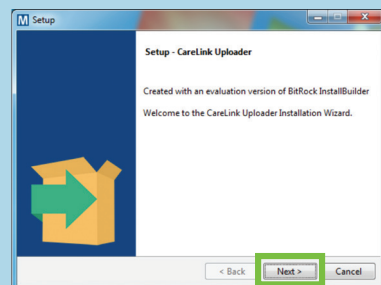 M Setup
Setup - CareLink Uploader
Created with an evaluation version of BitRock InstallBuilder
Welcome to the CareLink Uploader Installation Wizard.
< Back Next > Cancel